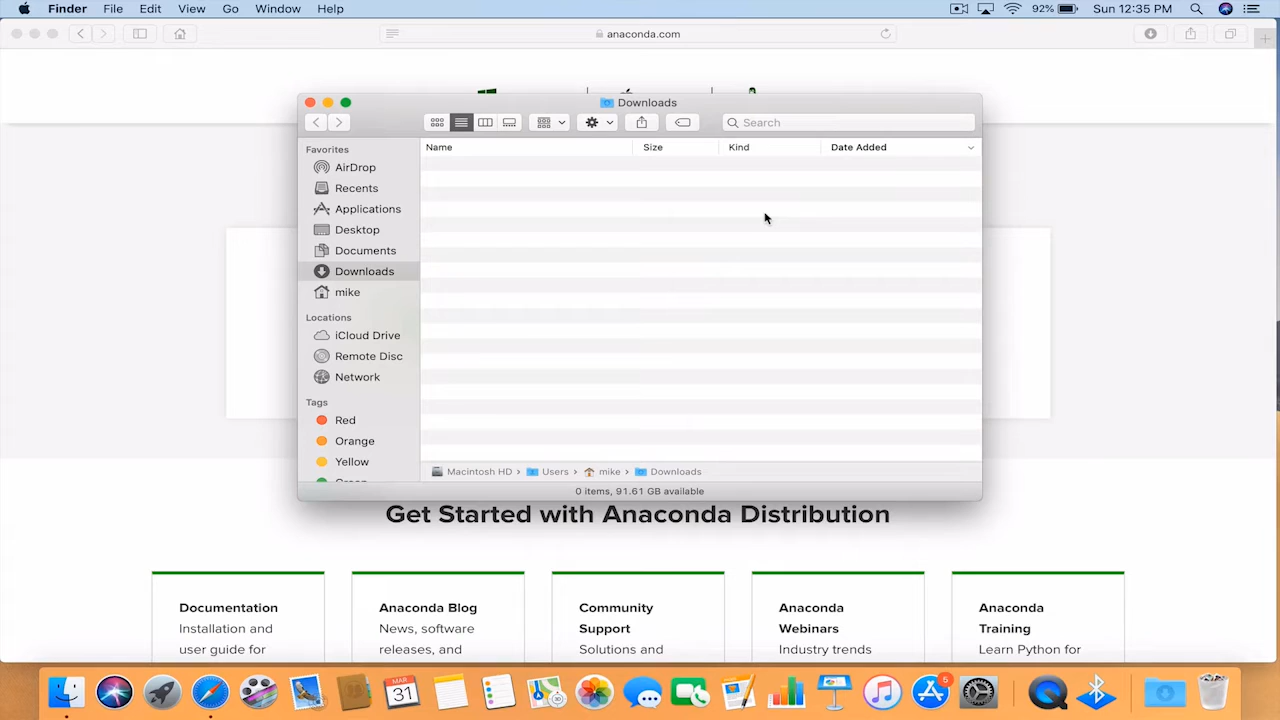 Finder File Edit View Go Window Help 92% Sun 12:35 PM
anaconda.com
Downloads
Search
Favorites
AirDrop
Recents
Applications
Desktop
Documents
Downloads
mike
Locations
iCloud Drive
Remote Disc
Network
Tags
Red
Orange
Yellow
Green
Name Size Kind Date Added
Macintosh HD › Users › mike › Downloads
0 items, 91.61 GB available
Get Started with Anaconda Distribution
Documentation
Installation and
user guide for
Anaconda Blog
News, software
releases, and
Community
Support
Solutions and
Anaconda
Webinars
Industry trends
Anaconda
Training
Learn Python for
MAR
31
5